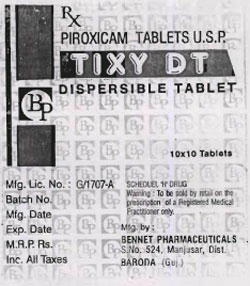 Rx
PIROXICAM TABLETS U.S.P.
TIXY DT
DISPERSIBLE TABLET
BP
10x10 Tablets
Mfg. Lic. No. : G/1707-A
Batch No.
Mfg. Date
Exp. Date
M.R.P. Rs.
Inc. All Taxes
SCHEDUEL 'H' DRUG
Warning : To be sold by retail on the
prescription of a Registered Medical
Practitioner only.
Mfg. by :
BENNET PHARMACEUTICALS
S.No. 524, Manjusar, Dist.
BARODA (Guj.)